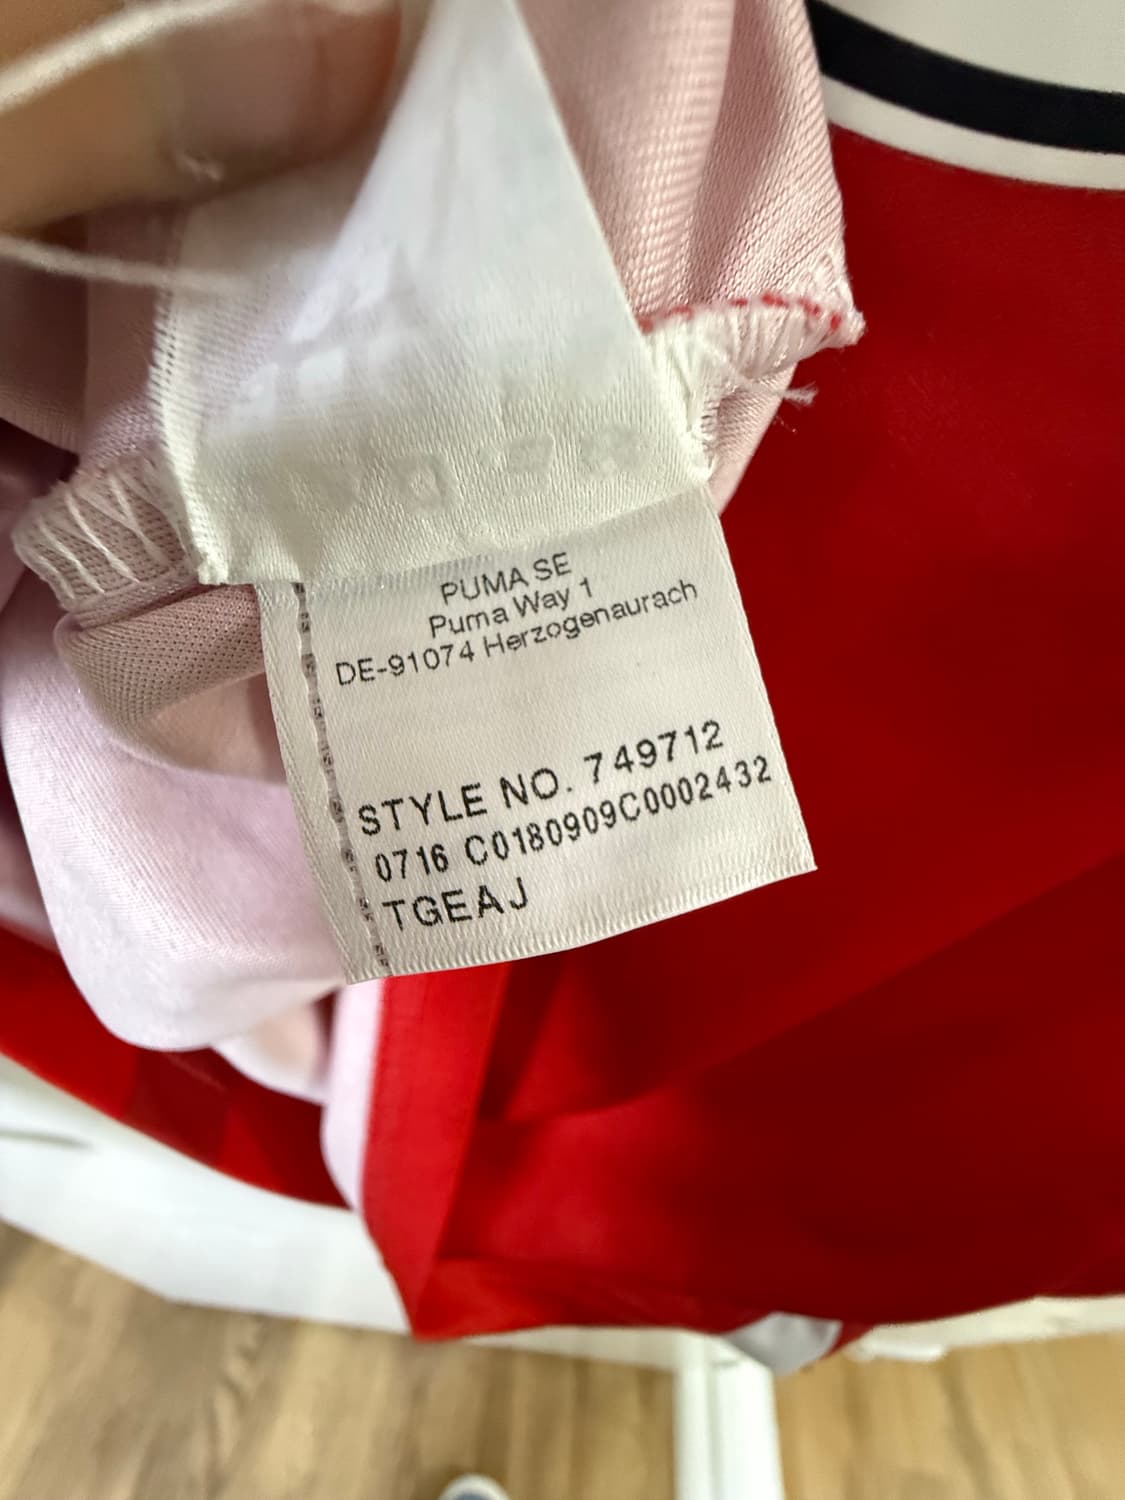 PUMA SE
Puma Way 1
DE-91074 Herzogenaurach
STYLE NO. 749712
0716 C0180909C0002432
TGEAJ